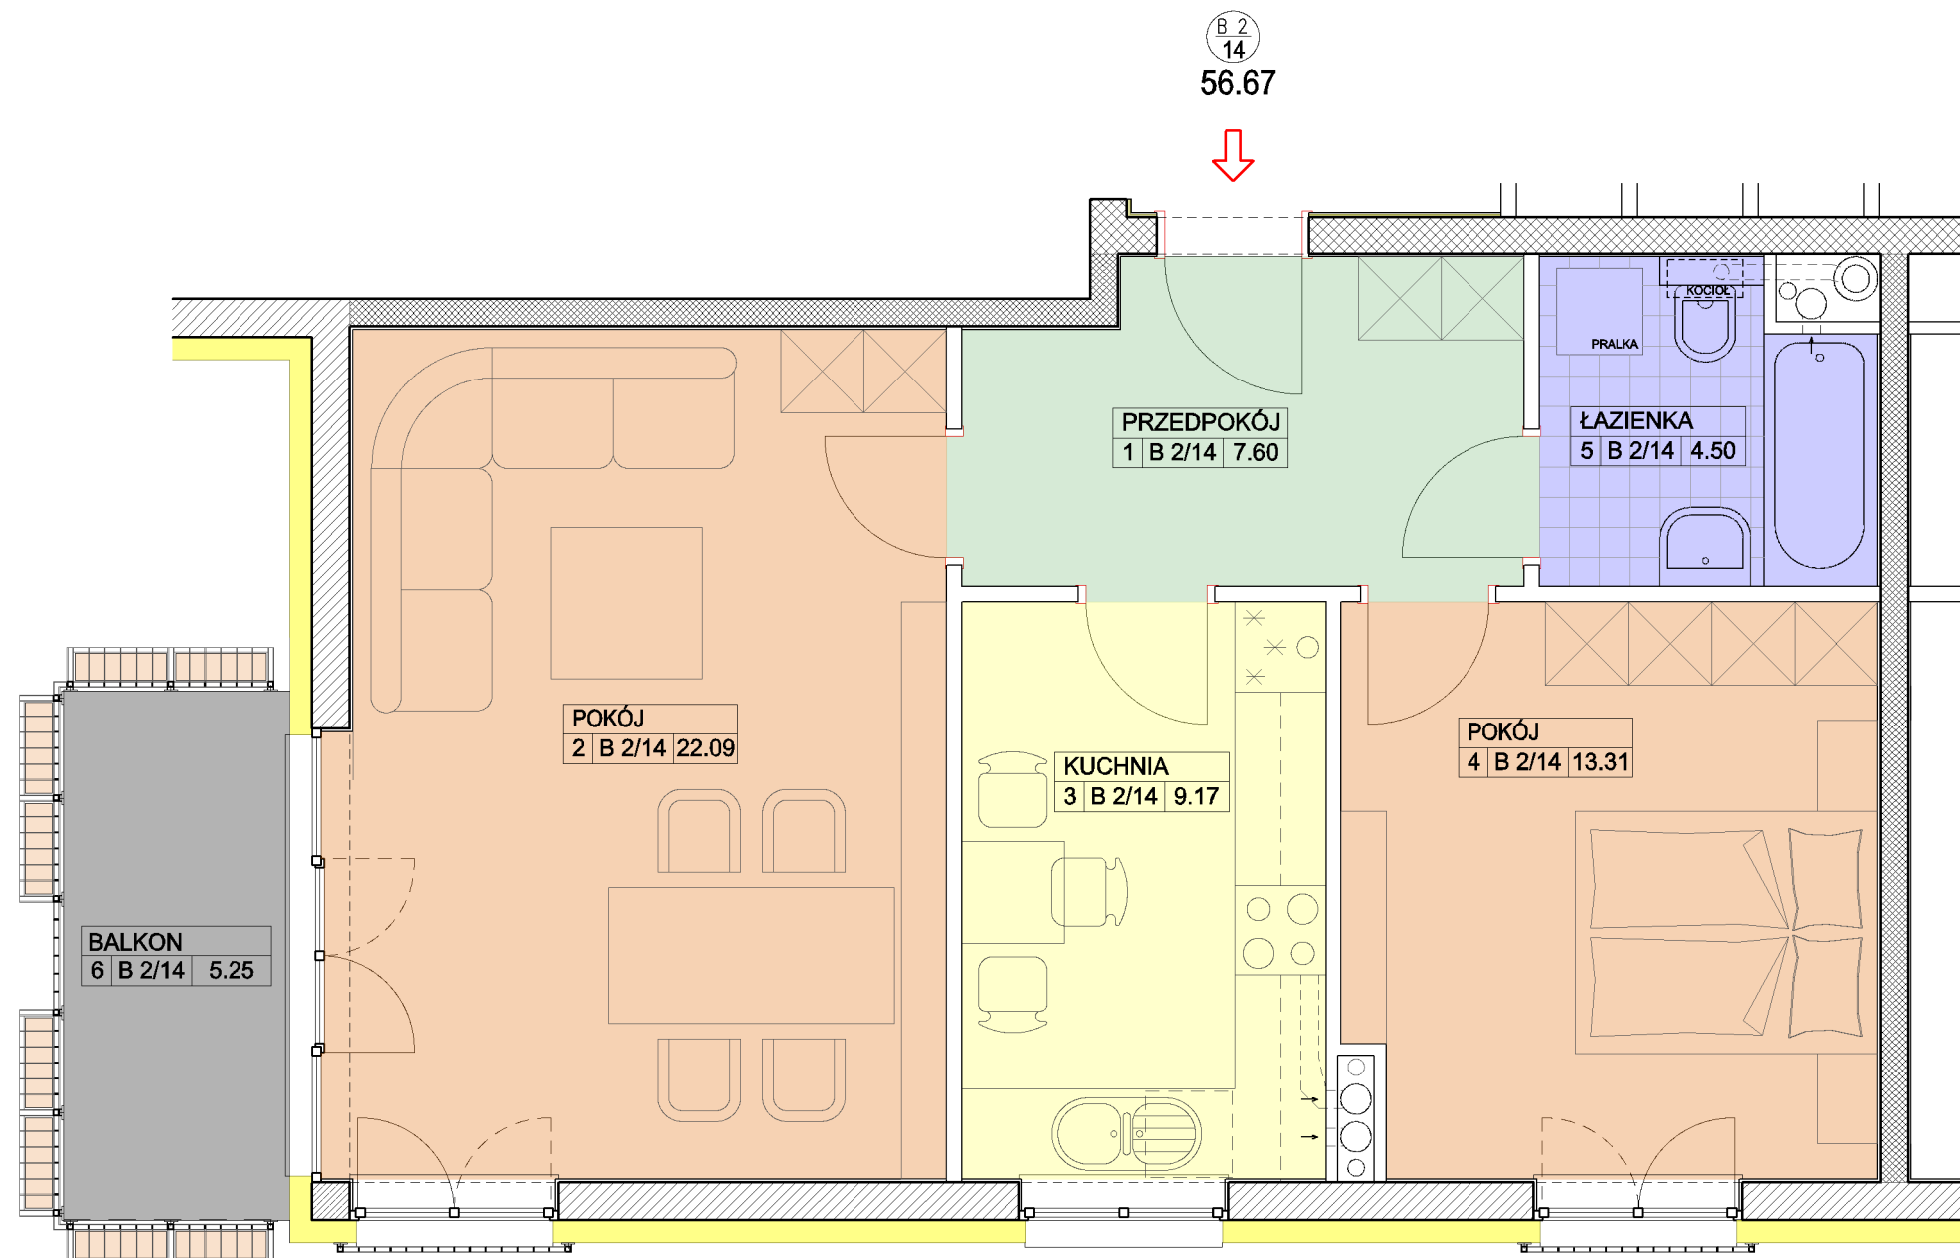 B 2
14
56.67
KOCIOŁ
PRALKA
PRZEDPOKÓJ
1 B 2/14 7.60
ŁAZIENKA
5 B 2/14 4.50
POKÓJ
2 B 2/14 22.09
KUCHNIA
3 B 2/14 9.17
POKÓJ
4 B 2/14 13.31
BALKON
6 B 2/14 5.25